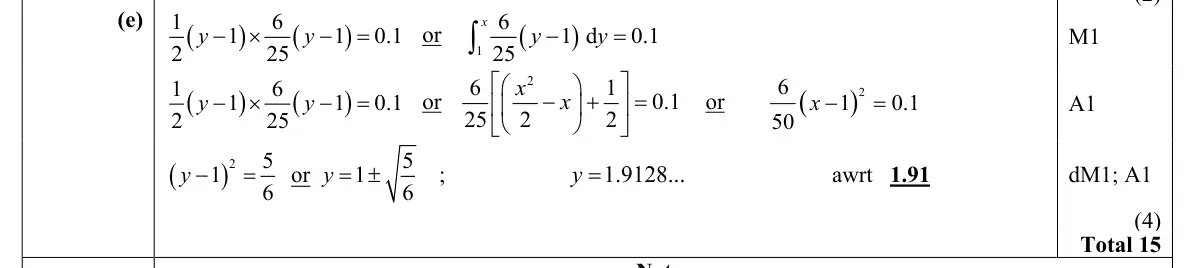 (e) 1/2 (y − 1) × 6/25 (y − 1) = 0.1 or ∫₁ˣ 6/25 (y − 1) dy = 0.1 M1
1/2 (y − 1) × 6/25 (y − 1) = 0.1 or 6/25 [(x²/2 − x) + 1/2] = 0.1 or 6/50 (x − 1)² = 0.1 A1
(y − 1)² = 5/6 or y = 1 ± √(5/6) ; y = 1.9128... awrt 1.91 dM1; A1
(4)
Total 15